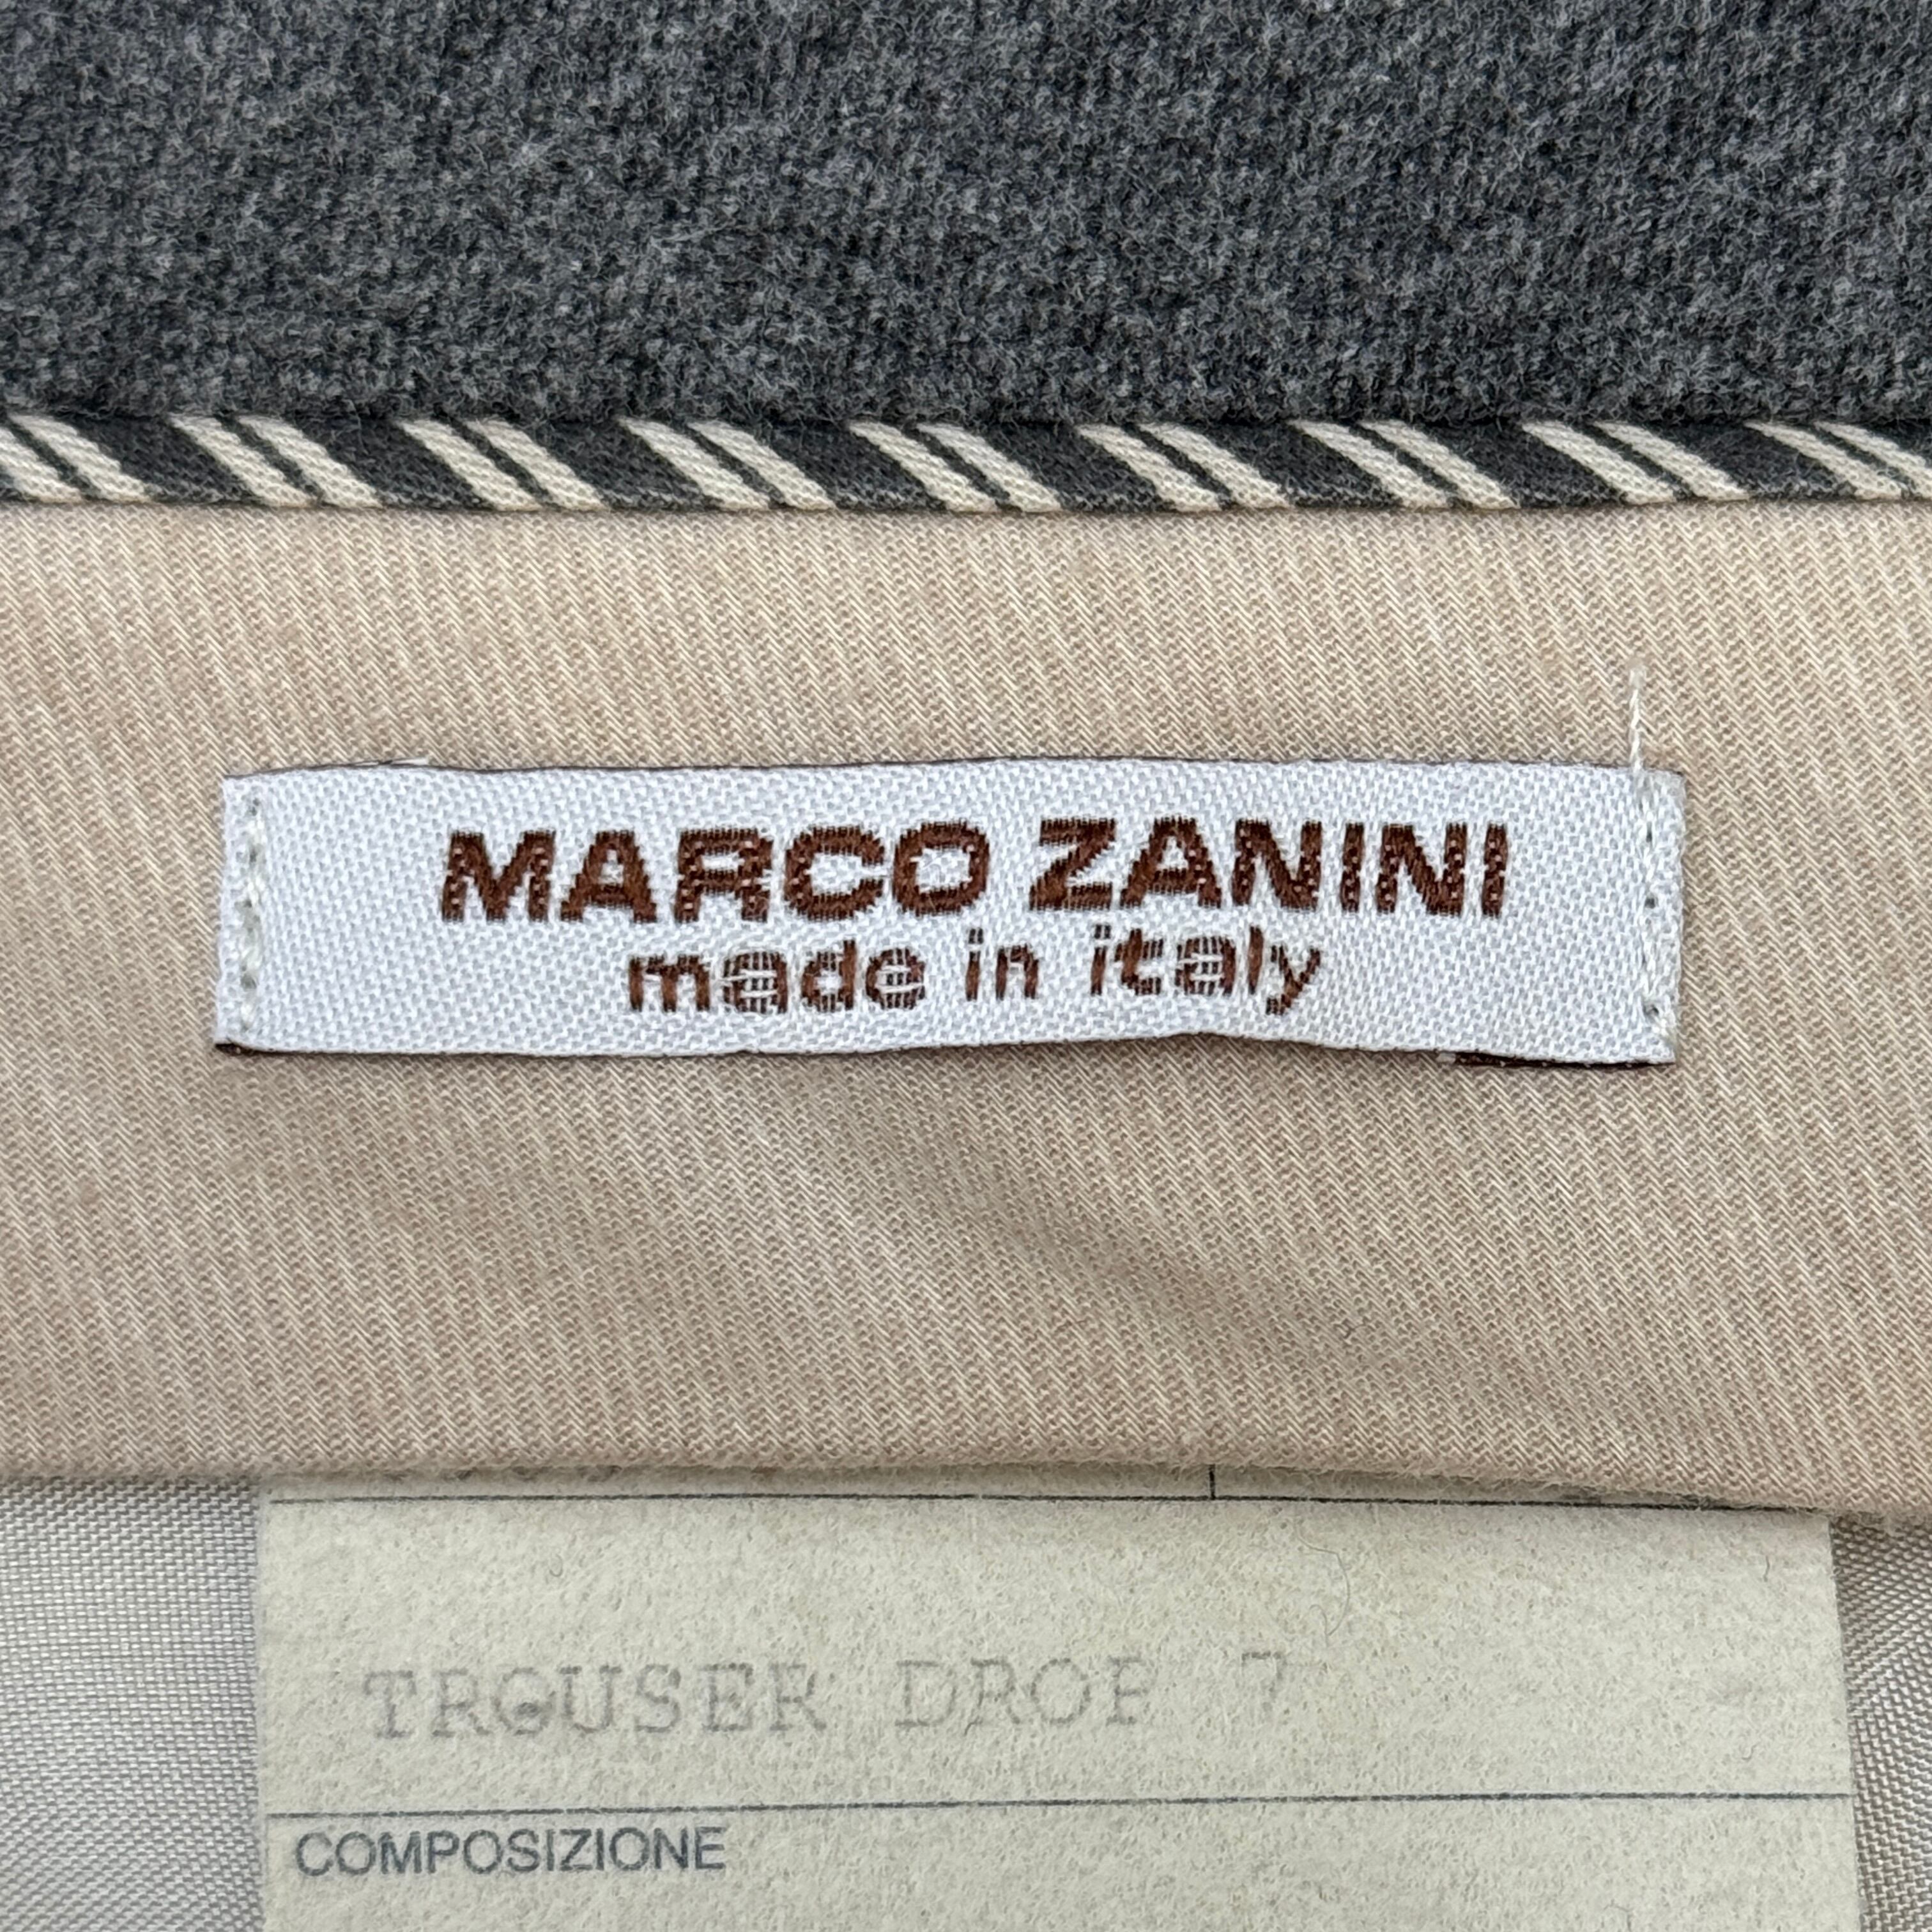 MARCO ZANINI
made in italy
TROUSER DROP 7
COMPOSIZIONE